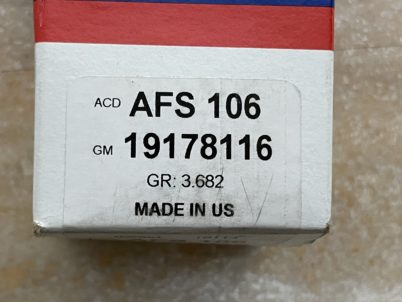 ACD AFS 106
GM 19178116
GR: 3.682
MADE IN US